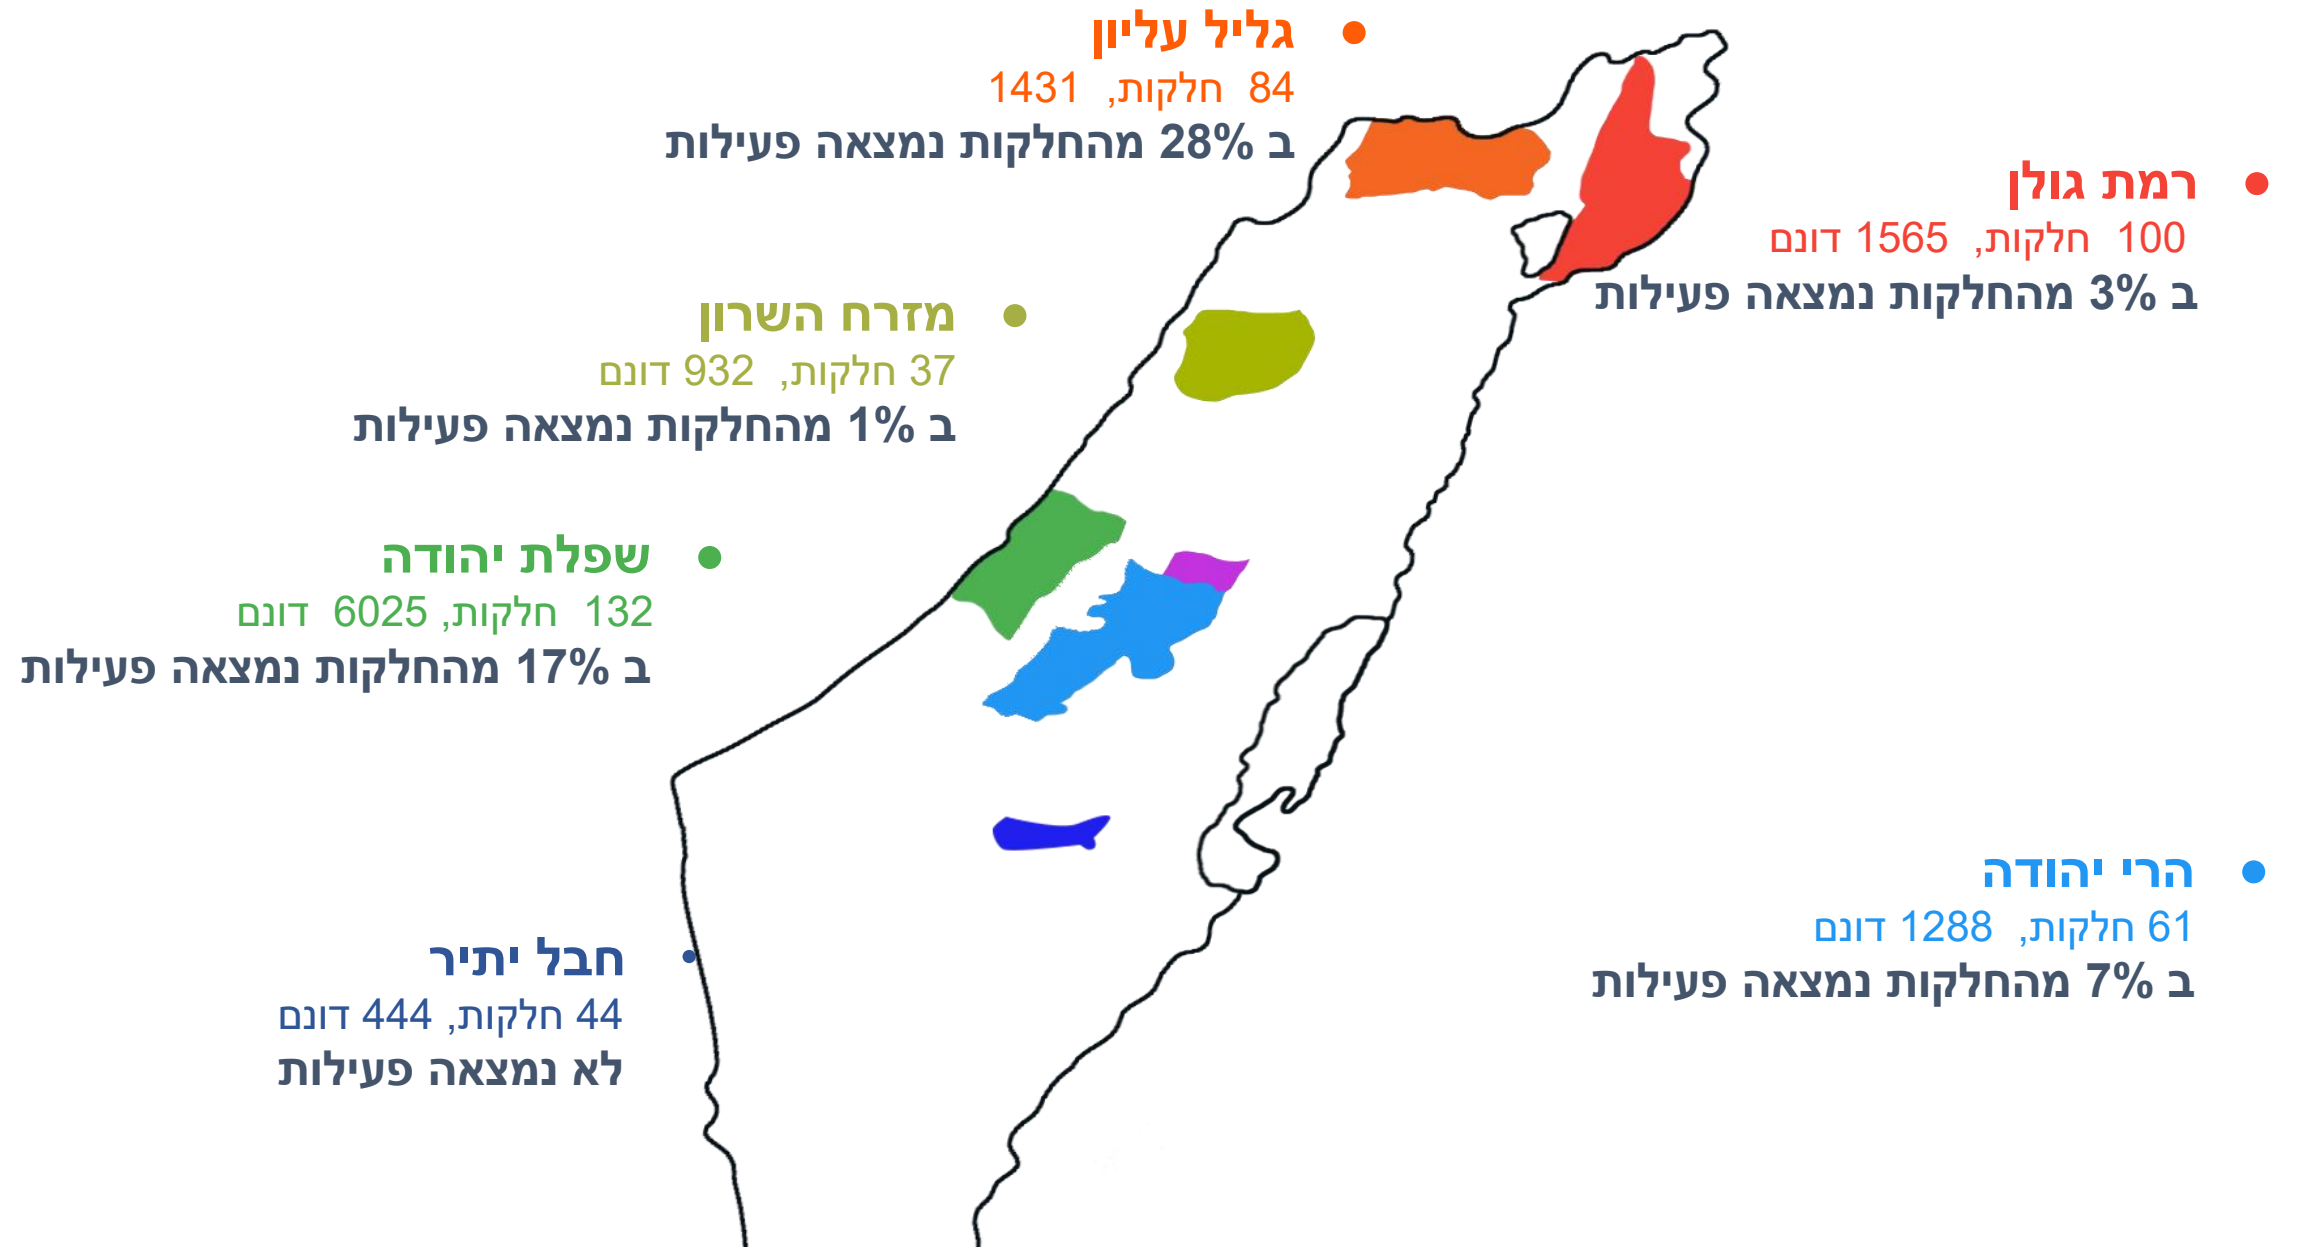 • גליל עליון
84 חלקות, 1431
ב 28% מהחלקות נמצאה פעילות
• רמת גולן
100 חלקות, 1565 דונם
ב 3% מהחלקות נמצאה פעילות
• מזרח השרון
37 חלקות, 932 דונם
ב 1% מהחלקות נמצאה פעילות
• שפלת יהודה
132 חלקות, 6025 דונם
ב 17% מהחלקות נמצאה פעילות
• הרי יהודה
61 חלקות, 1288 דונם
ב 7% מהחלקות נמצאה פעילות
• חבל יתיר
44 חלקות, 444 דונם
לא נמצאה פעילות